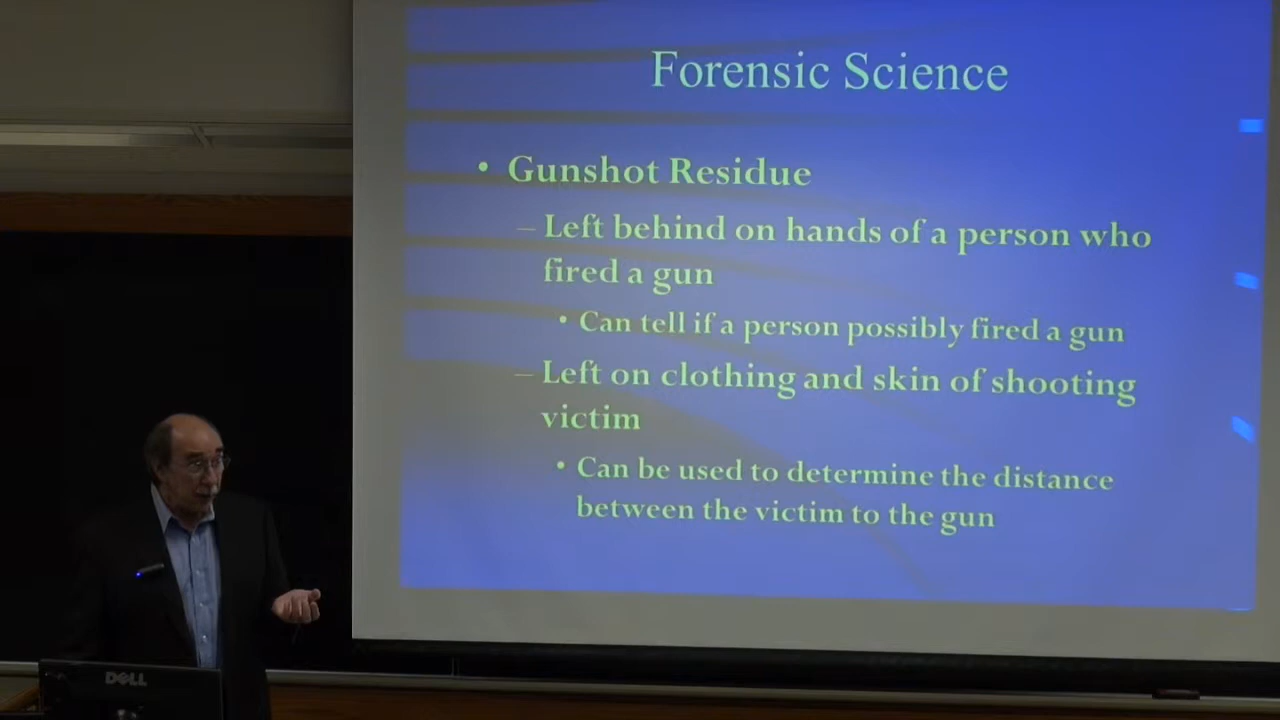 Forensic Science
• Gunshot Residue
– Left behind on hands of a person who
fired a gun
• Can tell if a person possibly fired a gun
– Left on clothing and skin of shooting
victim
• Can be used to determine the distance
between the victim to the gun
DELL